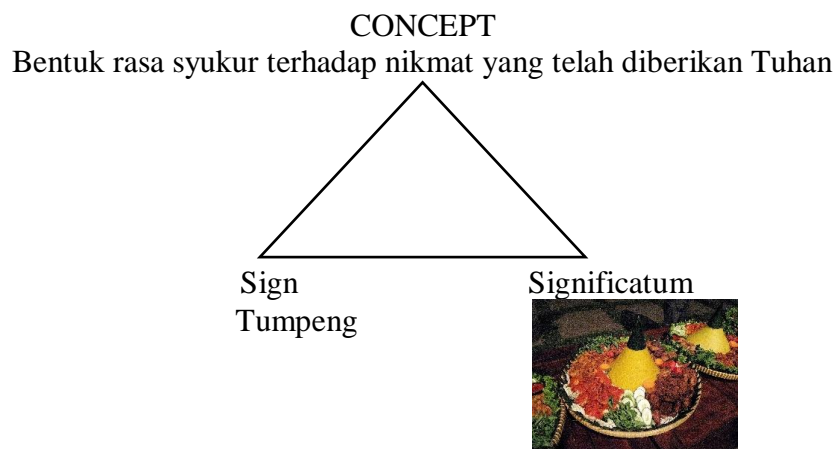 CONCEPT
Bentuk rasa syukur terhadap nikmat yang telah diberikan Tuhan
Sign
Significatum
Tumpeng